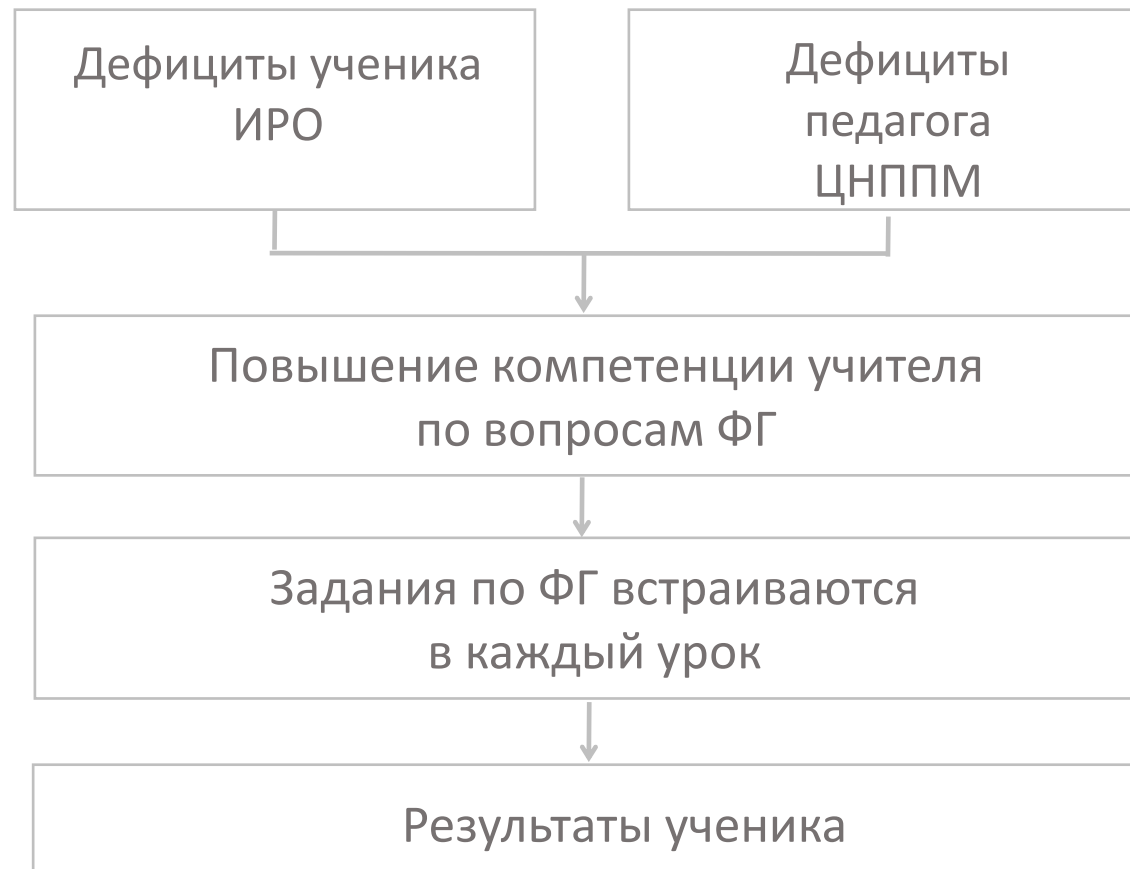 Дефициты ученика
ИРО
Дефициты
педагога
ЦНППМ
Повышение компетенции учителя
по вопросам ФГ
Задания по ФГ встраиваются
в каждый урок
Результаты ученика